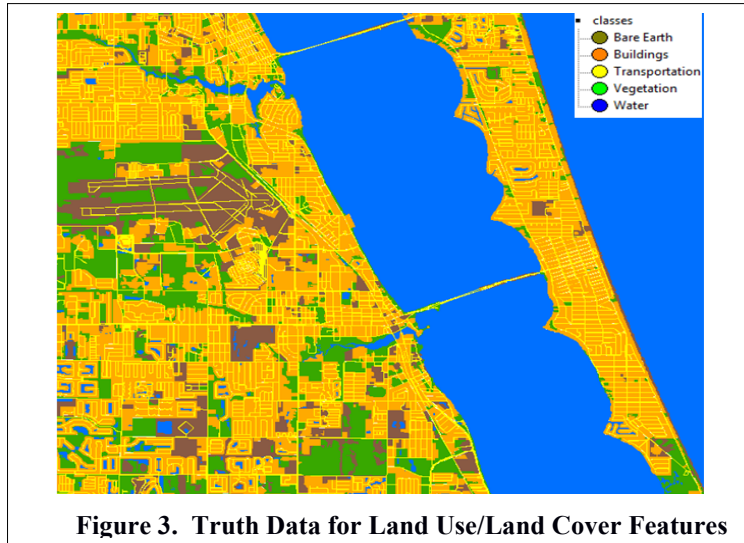 classes
Bare Earth
Buildings
Transportation
Vegetation
Water
Figure 3. Truth Data for Land Use/Land Cover Features